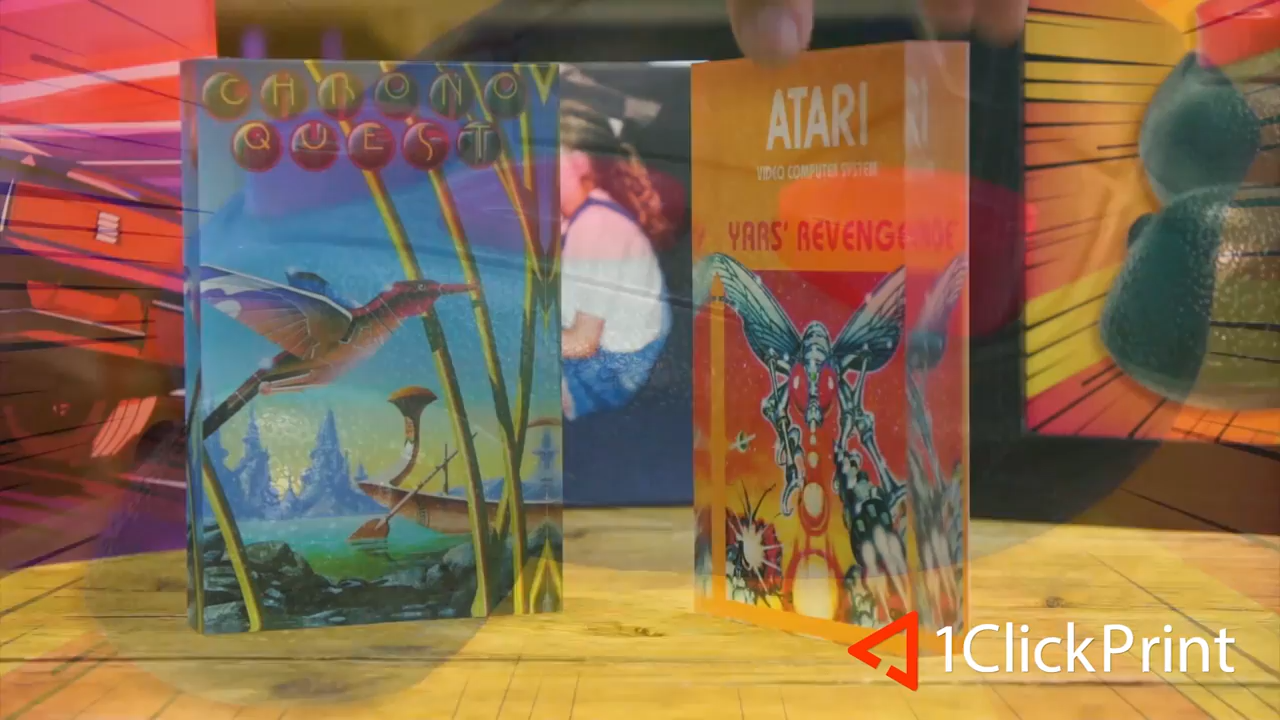 CHRONO
QUEST
ATARI
VIDEO COMPUTER SYSTEM
YARS' REVENGE
1ClickPrint